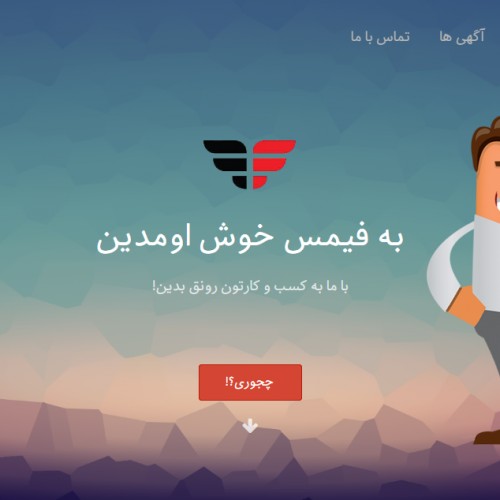 آگهی ها
تماس با ما
به فیمس خوش اومدین
با ما به کسب و کارتون رونق بدین!
چجوری؟!